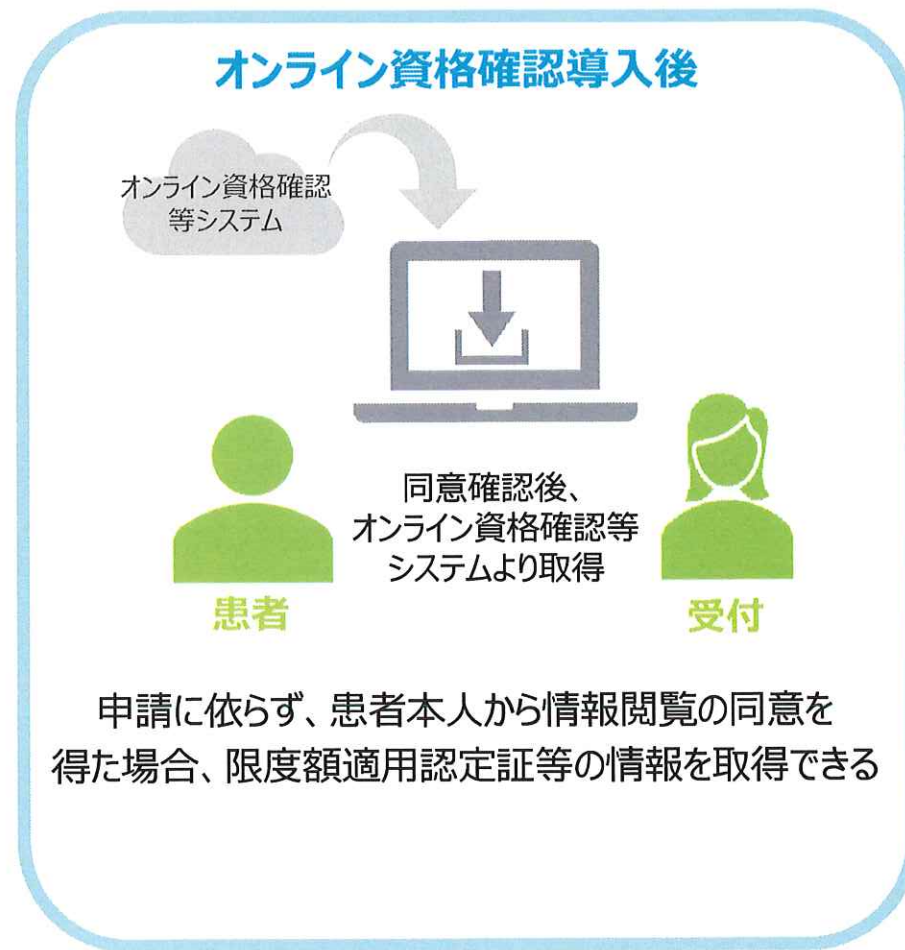 オンライン資格確認導入後
オンライン資格確認
等システム
同意確認後、
オンライン資格確認等
システムより取得
患者
受付
申請に依らず、患者本人から情報閲覧の同意を
得た場合、限度額適用認定証等の情報を取得できる